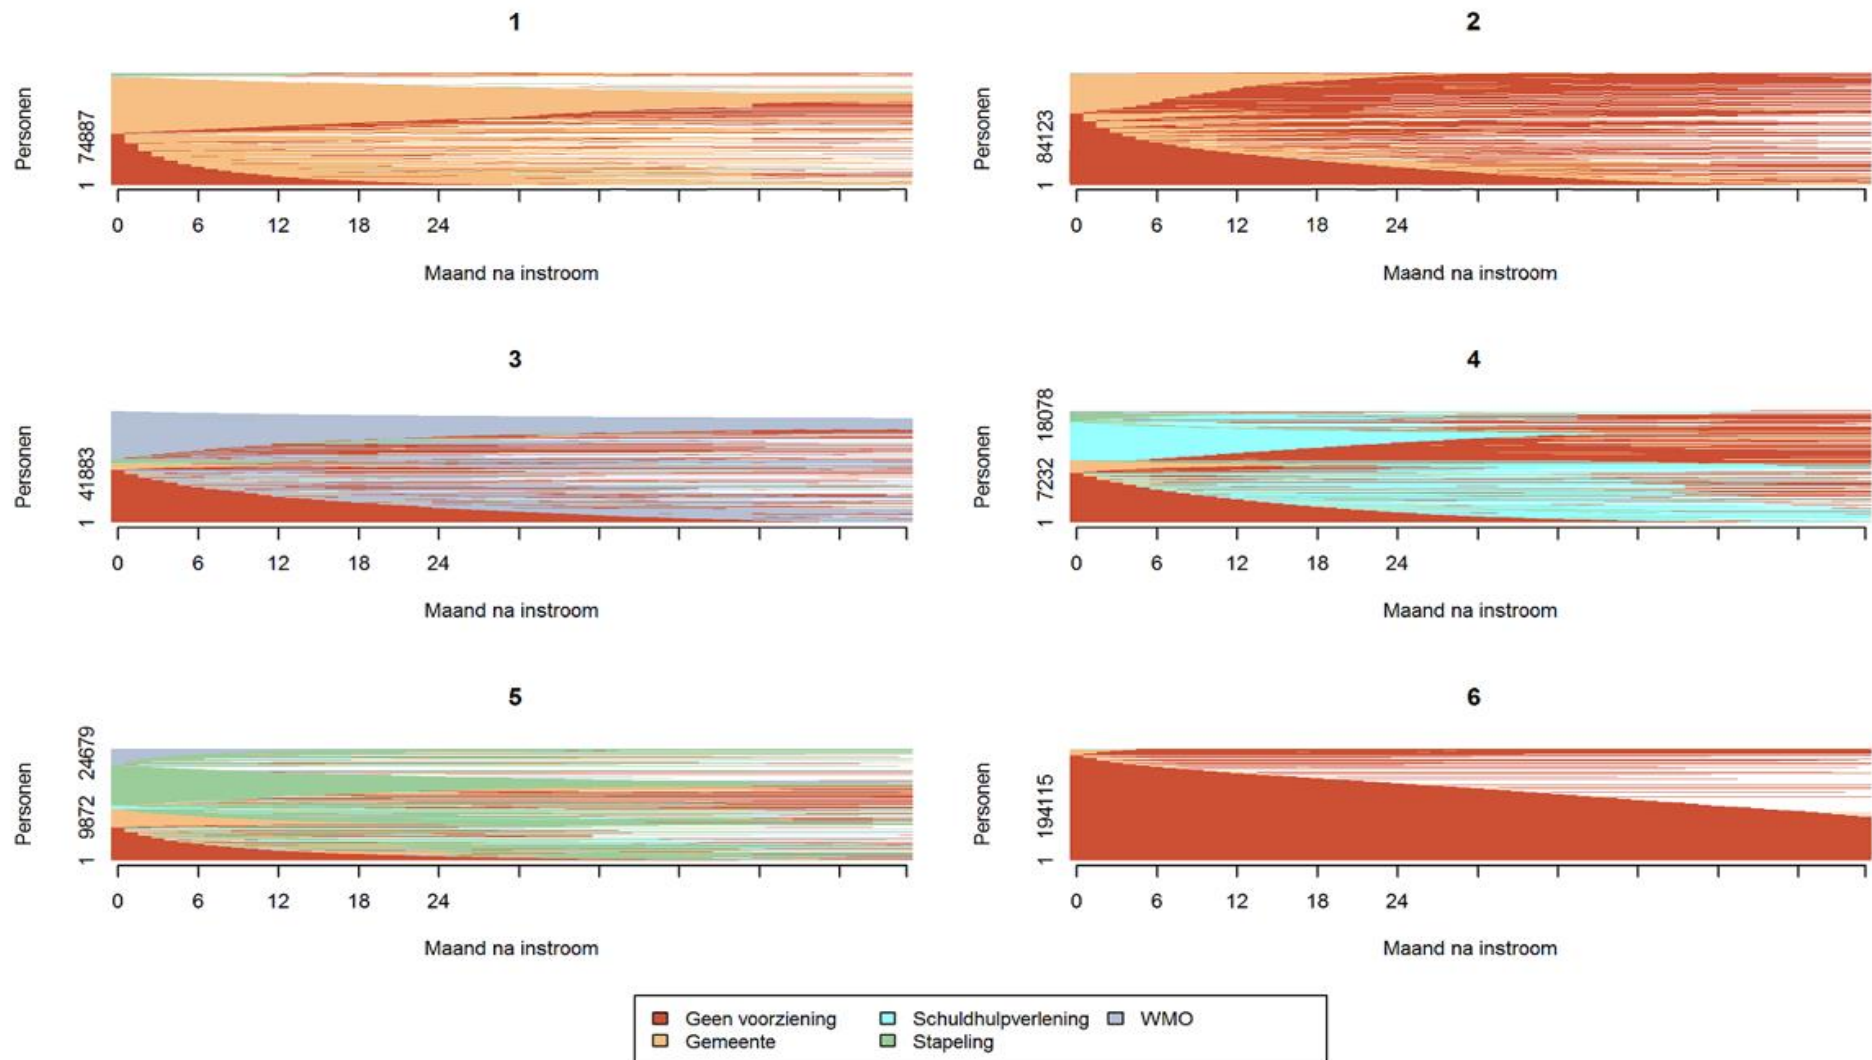 1
Personen
1 74887
0 6 12 18 24
Maand na instroom
2
Personen
1 84123
0 6 12 18 24
Maand na instroom
3
Personen
1 41883
0 6 12 18 24
Maand na instroom
4
Personen
1 7232 18078
0 6 12 18 24
Maand na instroom
5
Personen
1 9872 24679
0 6 12 18 24
Maand na instroom
6
Personen
1 194115
0 6 12 18 24
Maand na instroom
Geen voorziening Schuldhulpverlening WMO
Gemeente Stapeling